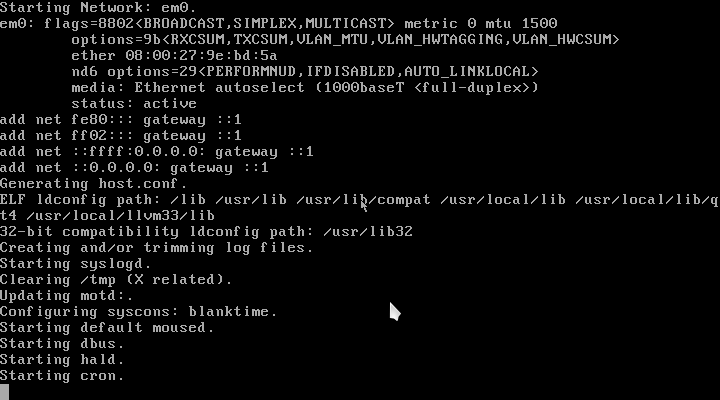 Starting Network: em0.
em0: flags=8802<BROADCAST,SIMPLEX,MULTICAST> metric 0 mtu 1500
options=9b<RXCSUM,TXCSUM,VLAN_MTU,VLAN_HWTAGGING,VLAN_HWCSUM>
ether 08:00:27:9e:bd:5a
nd6 options=29<PERFORMNUD,IFDISABLED,AUTO_LINKLOCAL>
media: Ethernet autoselect (1000baseT <full-duplex>)
status: active
add net fe80::: gateway ::1
add net ff02::: gateway ::1
add net ::ffff:0.0.0.0: gateway ::1
add net ::0.0.0.0: gateway ::1
Generating host.conf.
ELF ldconfig path: /lib /usr/lib /usr/lib/compat /usr/local/lib /usr/local/lib/q
t4 /usr/local/llvm33/lib
32-bit compatibility ldconfig path: /usr/lib32
Creating and/or trimming log files.
Starting syslogd.
Clearing /tmp (X related).
Updating motd:.
Configuring syscons: blanktime.
Starting default moused.
Starting dbus.
Starting hald.
Starting cron.